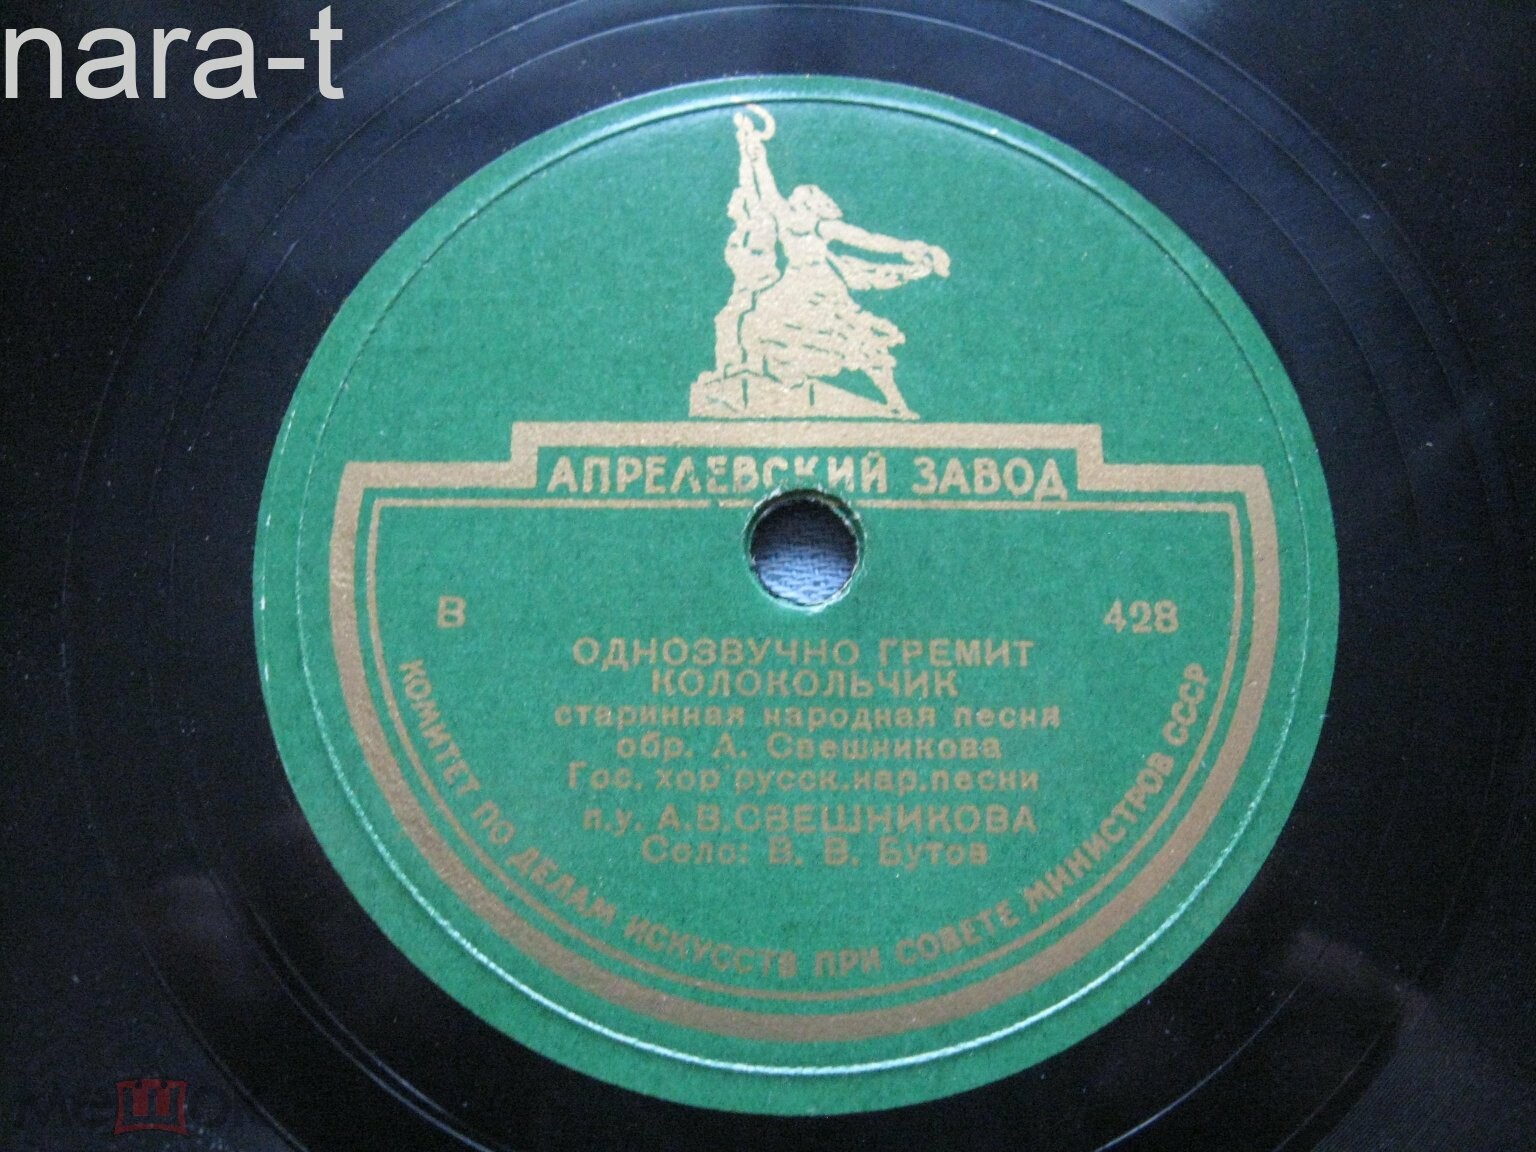 nara-t
АПРЕЛЕВСКИЙ ЗАВОД
В 428
ОДНОЗВУЧНО ГРЕМИТ
КОЛОКОЛЬЧИК
старинная народная песня
обр. А. Свешникова
Гос. хор русск.нар.песни
п.у. А.В.СВЕШНИКОВА
Соло: В. В. Бутов
КОМИТЕТ ПО ДЕЛАМ ИСКУССТВ ПРИ СОВЕТЕ МИНИСТРОВ СССР
мешок